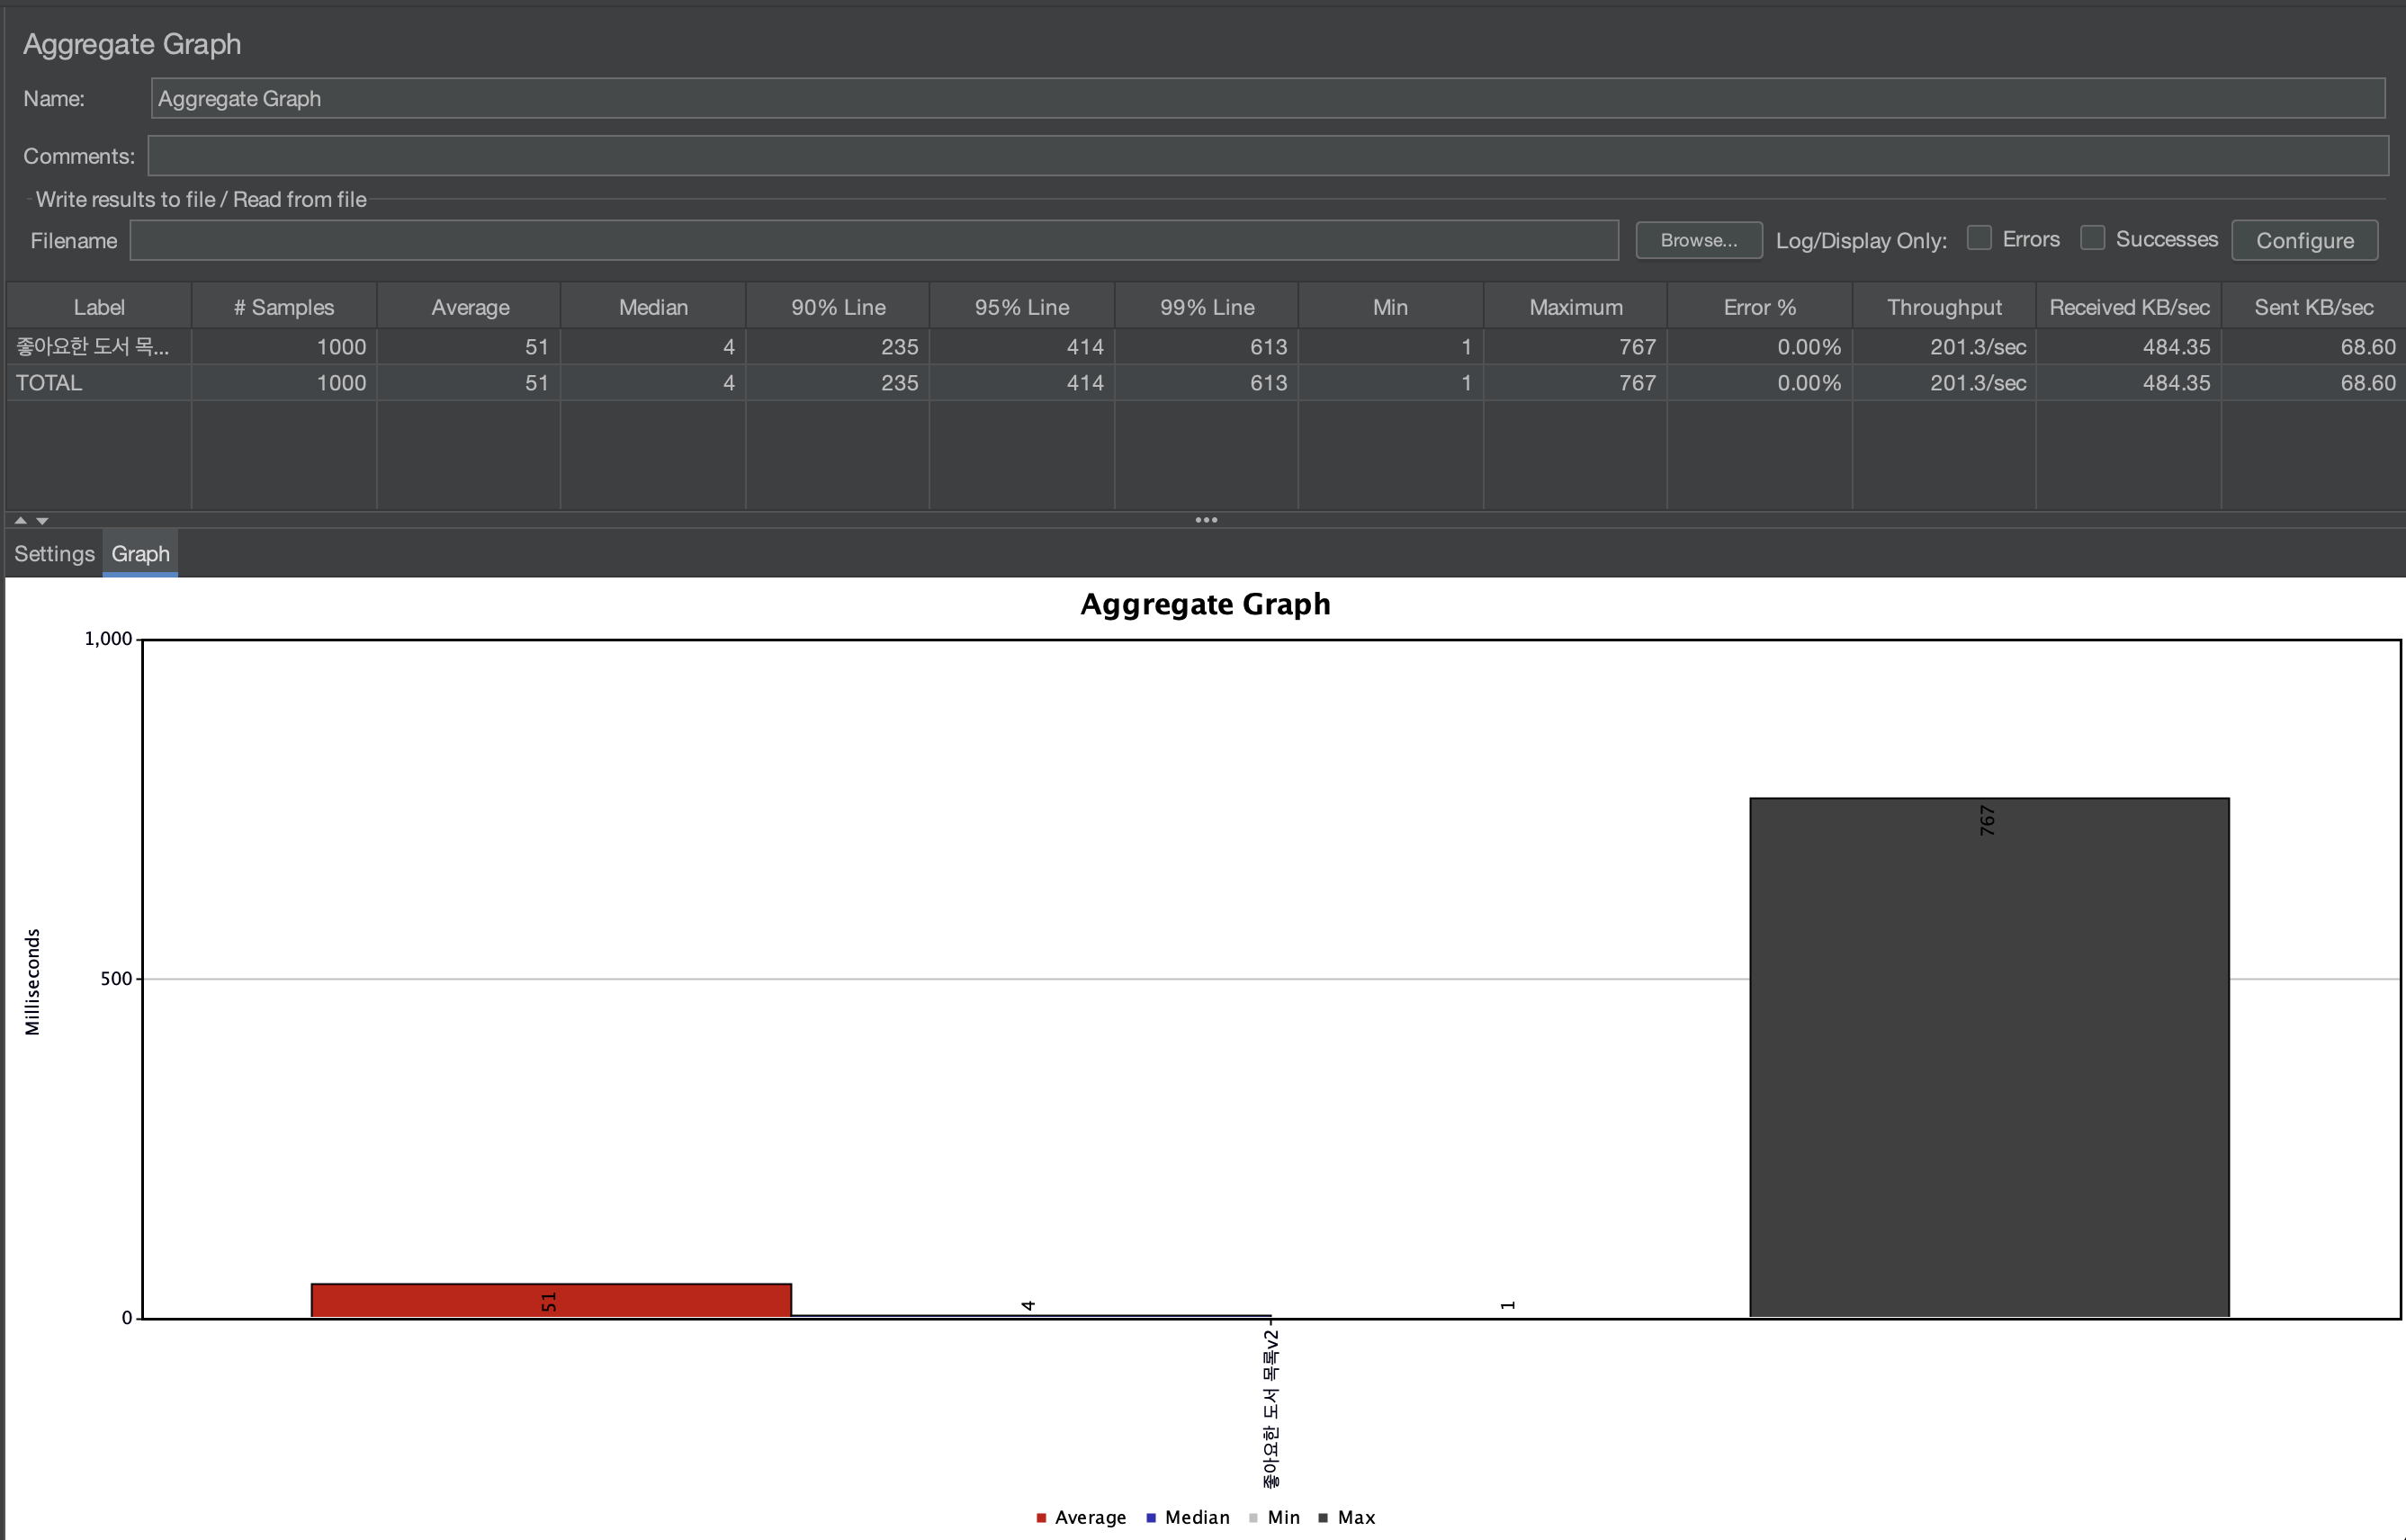 Aggregate Graph
Name: Aggregate Graph
Comments:
Write results to file / Read from file
Filename Browse... Log/Display Only: Errors Successes Configure
Label # Samples Average Median 90% Line 95% Line 99% Line Min Maximum Error % Throughput Received KB/sec Sent KB/sec
좋아요한 도서 목... 1000 51 4 235 414 613 1 767 0.00% 201.3/sec 484.35 68.60
TOTAL 1000 51 4 235 414 613 1 767 0.00% 201.3/sec 484.35 68.60
Settings Graph
Aggregate Graph
1,000
767
Milliseconds
500
51
4
1
0
좋아요한 도서 목록v2
Average Median Min Max